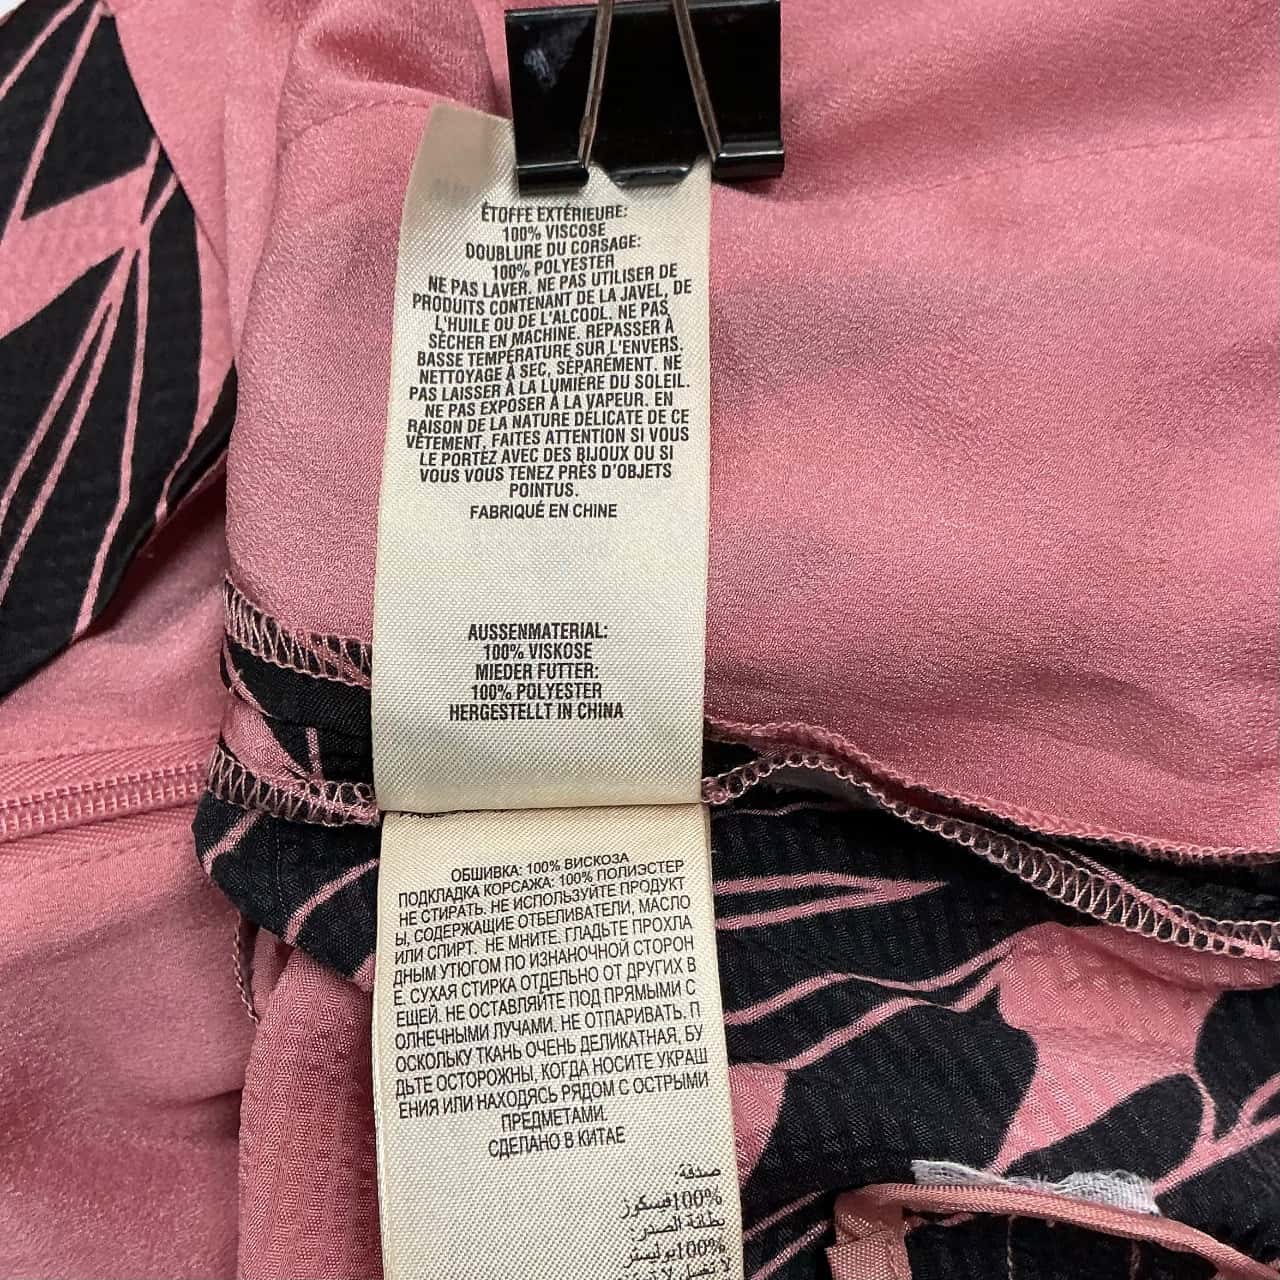 ÉTOFFE EXTÉRIEURE:
100% VISCOSE
DOUBLURE DU CORSAGE:
100% POLYESTER
NE PAS LAVER. NE PAS UTILISER DE
PRODUITS CONTENANT DE LA JAVEL, DE
L'HUILE OU DE L'ALCOOL. NE PAS
SÉCHER EN MACHINE. REPASSER À
BASSE TEMPÉRATURE SUR L'ENVERS.
NETTOYAGE À SEC, SÉPARÉMENT. NE
PAS LAISSER À LA LUMIÈRE DU SOLEIL.
NE PAS EXPOSER À LA VAPEUR. EN
RAISON DE LA NATURE DÉLICATE DE CE
VÊTEMENT, FAITES ATTENTION SI VOUS
LE PORTEZ AVEC DES BIJOUX OU SI
VOUS VOUS TENEZ PRÈS D'OBJETS
POINTUS.
FABRIQUÉ EN CHINE
AUSSENMATERIAL:
100% VISKOSE
MIEDER FUTTER:
100% POLYESTER
HERGESTELLT IN CHINA
ОБШИВКА: 100% ВИСКОЗА
ПОДКЛАДКА КОРСАЖА: 100% ПОЛИЭСТЕР
НЕ СТИРАТЬ. НЕ ИСПОЛЬЗУЙТЕ ПРОДУКТ
Ы, СОДЕРЖАЩИЕ ОТБЕЛИВАТЕЛИ, МАСЛО
ИЛИ СПИРТ. НЕ МНИТЕ. ГЛАДЬТЕ ПРОХЛА
ДНЫМ УТЮГОМ ПО ИЗНАНОЧНОЙ СТОРОН
Е. СУХАЯ СТИРКА ОТДЕЛЬНО ОТ ДРУГИХ В
ЕЩЕЙ. НЕ ОСТАВЛЯЙТЕ ПОД ПРЯМЫМИ С
ОЛНЕЧНЫМИ ЛУЧАМИ. НЕ ОТПАРИВАТЬ. П
ОСКОЛЬКУ ТКАНЬ ОЧЕНЬ ДЕЛИКАТНАЯ, БУ
ДЬТЕ ОСТОРОЖНЫ, КОГДА НОСИТЕ УКРАШ
ЕНИЯ ИЛИ НАХОДЯСЬ РЯДОМ С ОСТРЫМИ
ПРЕДМЕТАМИ.
СДЕЛАНО В КИТАЕ
صدفة:
100%فيسكوز
بطانة الصدر:
100%بوليستر